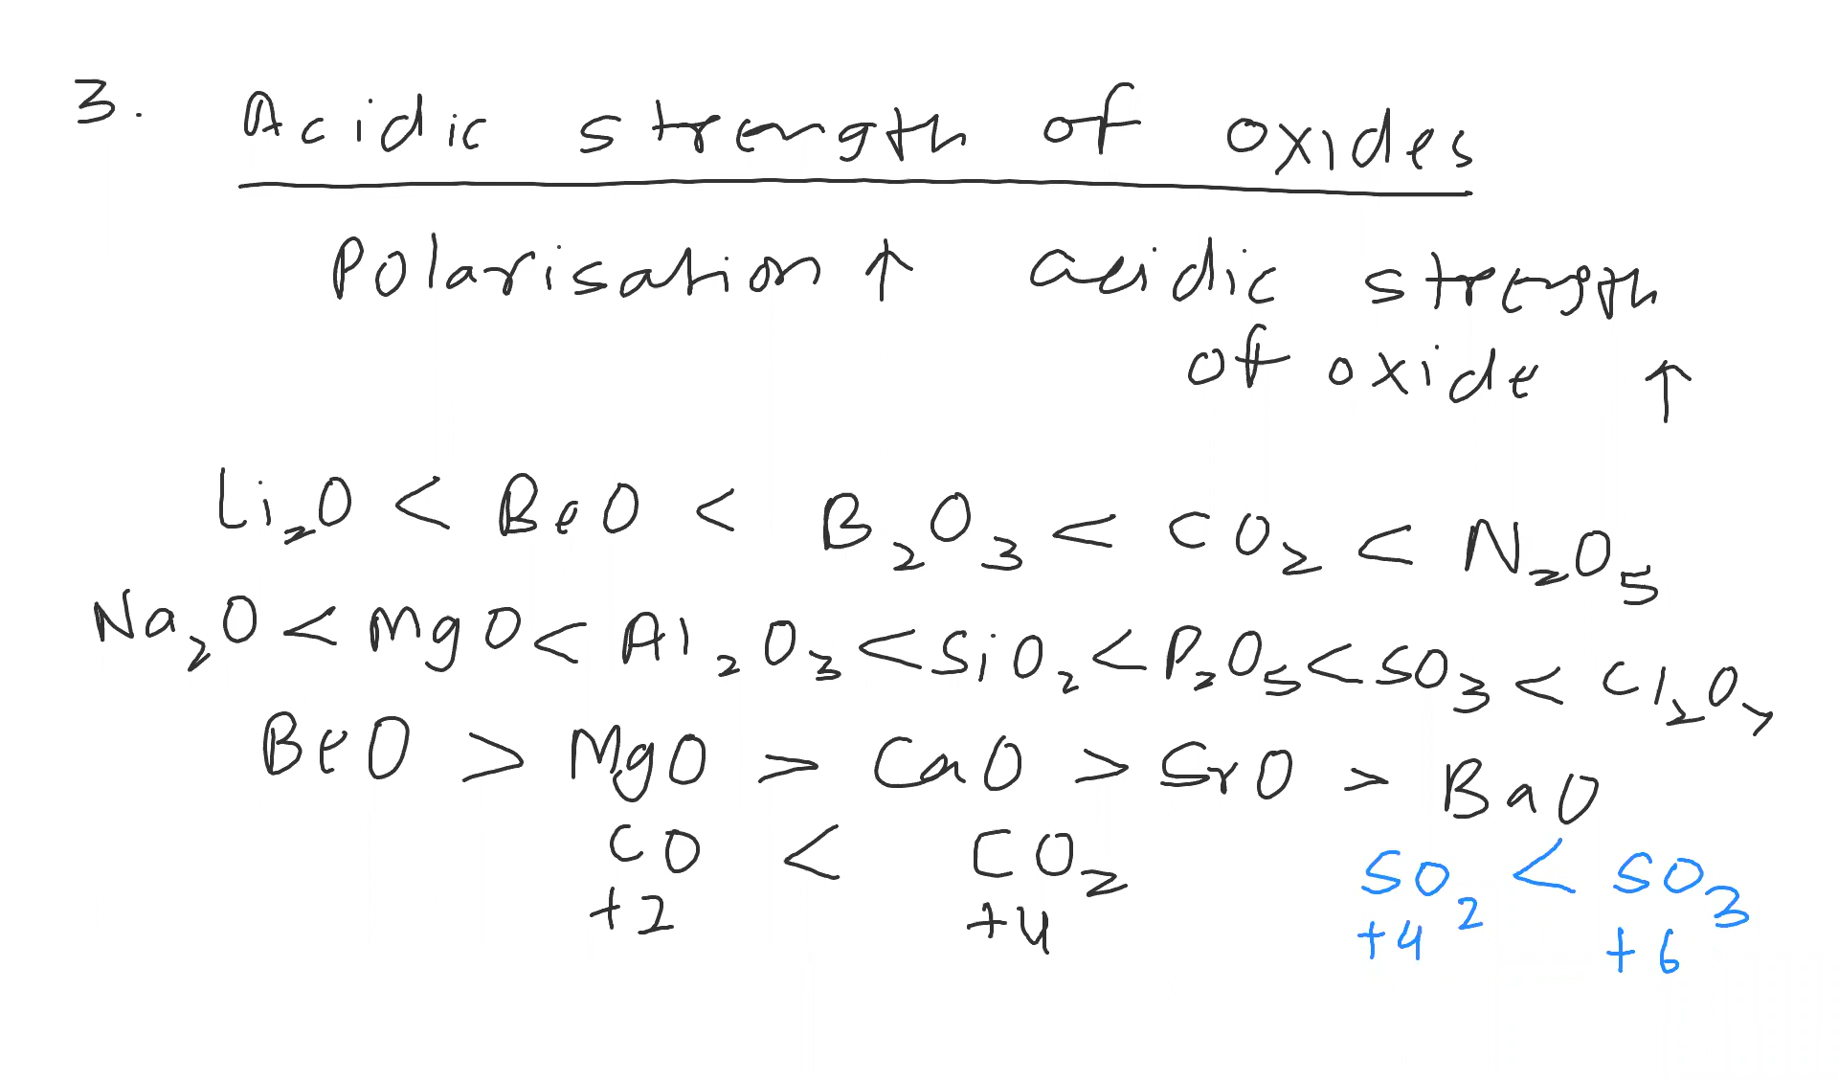 3. Acidic strength of oxides
Polarisation ↑ acidic strength
of oxide ↑
Li₂O < BeO < B₂O₃ < CO₂ < N₂O₅
Na₂O < MgO < Al₂O₃ < SiO₂ < P₂O₅ < SO₃ < Cl₂O₇
BeO > MgO > CaO > SrO > BaO
CO < CO₂ SO₂ < SO₃
+2 +4 +4 +6